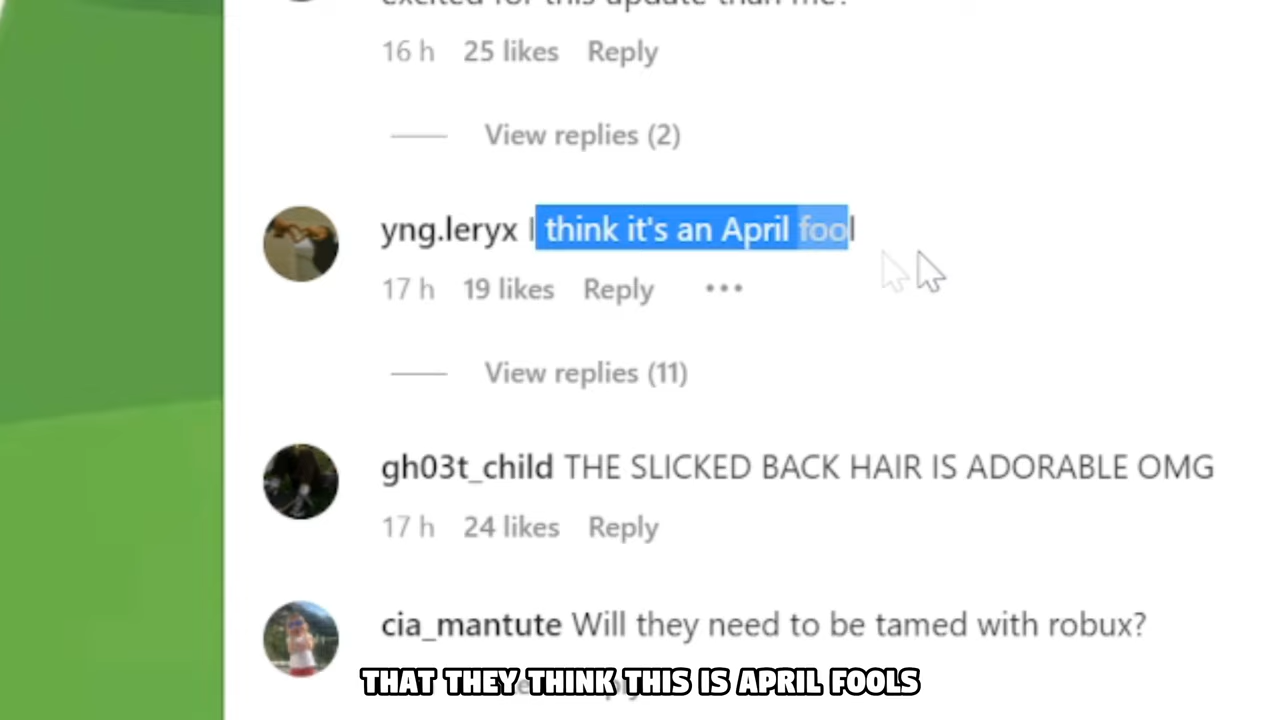 excited for this update than me?
16 h 25 likes Reply
View replies (2)
yng.leryx I think it's an April fool
17 h 19 likes Reply •••
View replies (11)
gh03t_child THE SLICKED BACK HAIR IS ADORABLE OMG
17 h 24 likes Reply
cia_mantute Will they need to be tamed with robux?
THAT THEY THINK THIS IS APRIL FOOLS